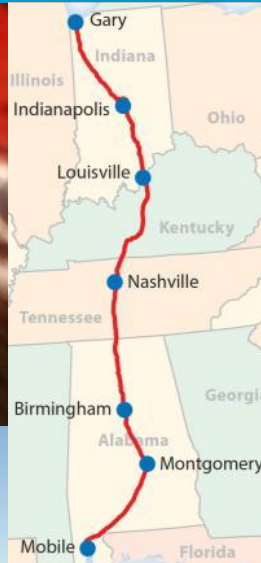 Gary
Indiana
Illinois
Indianapolis
Ohio
Louisville
Kentucky
Nashville
Tennessee
Georgia
Birmingham
Alabama
Montgomery
Mobile
Florida